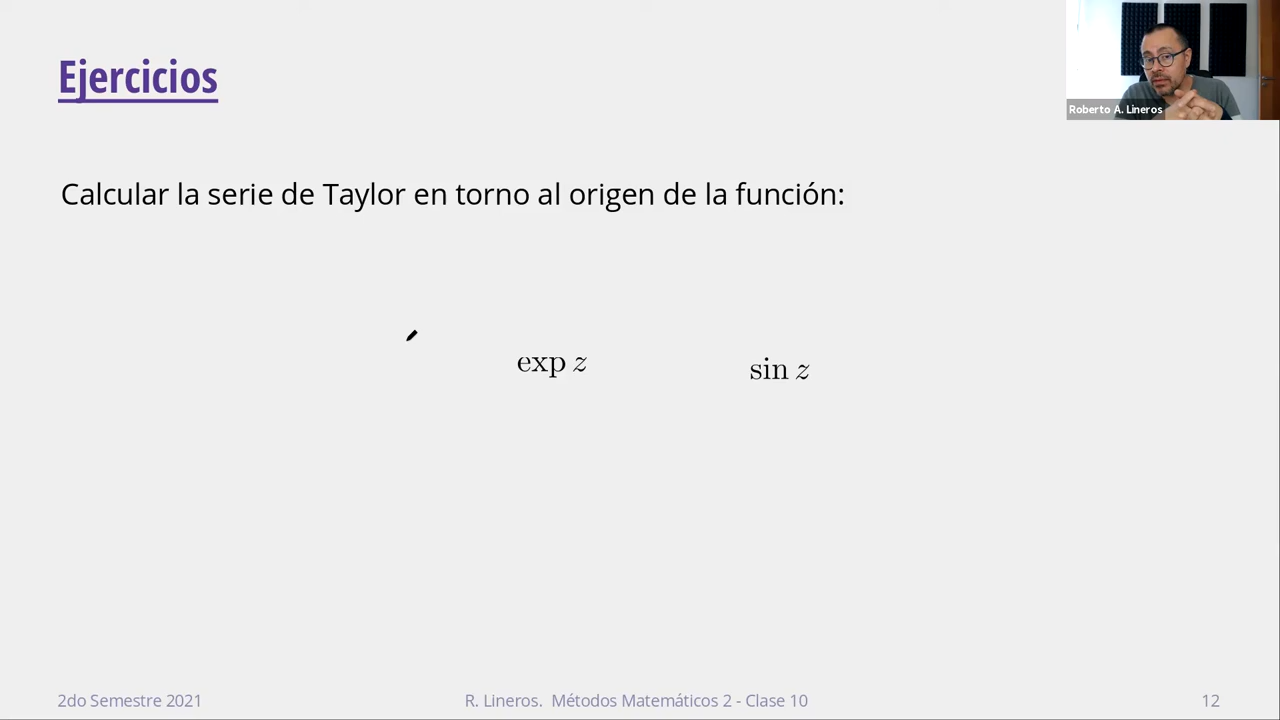 Ejercicios
Roberto A. Lineros
Calcular la serie de Taylor en torno al origen de la función:
exp z
sin z
2do Semestre 2021
R. Lineros. Métodos Matemáticos 2 - Clase 10
12